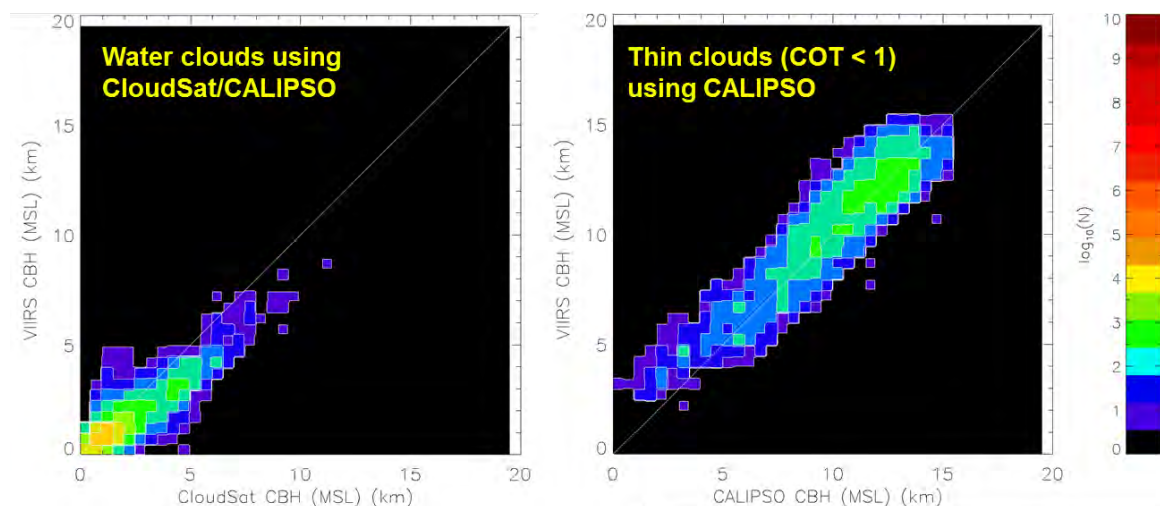 Water clouds using
CloudSat/CALIPSO
VIIRS CBH (MSL) (km)
20
15
10
5
0
0 5 10 15 20
CloudSat CBH (MSL) (km)
Thin clouds (COT < 1)
using CALIPSO
VIIRS CBH (MSL) (km)
20
15
10
5
0
0 5 10 15 20
CALIPSO CBH (MSL) (km)
log10(N)
10
9
8
7
6
5
4
3
2
1
0